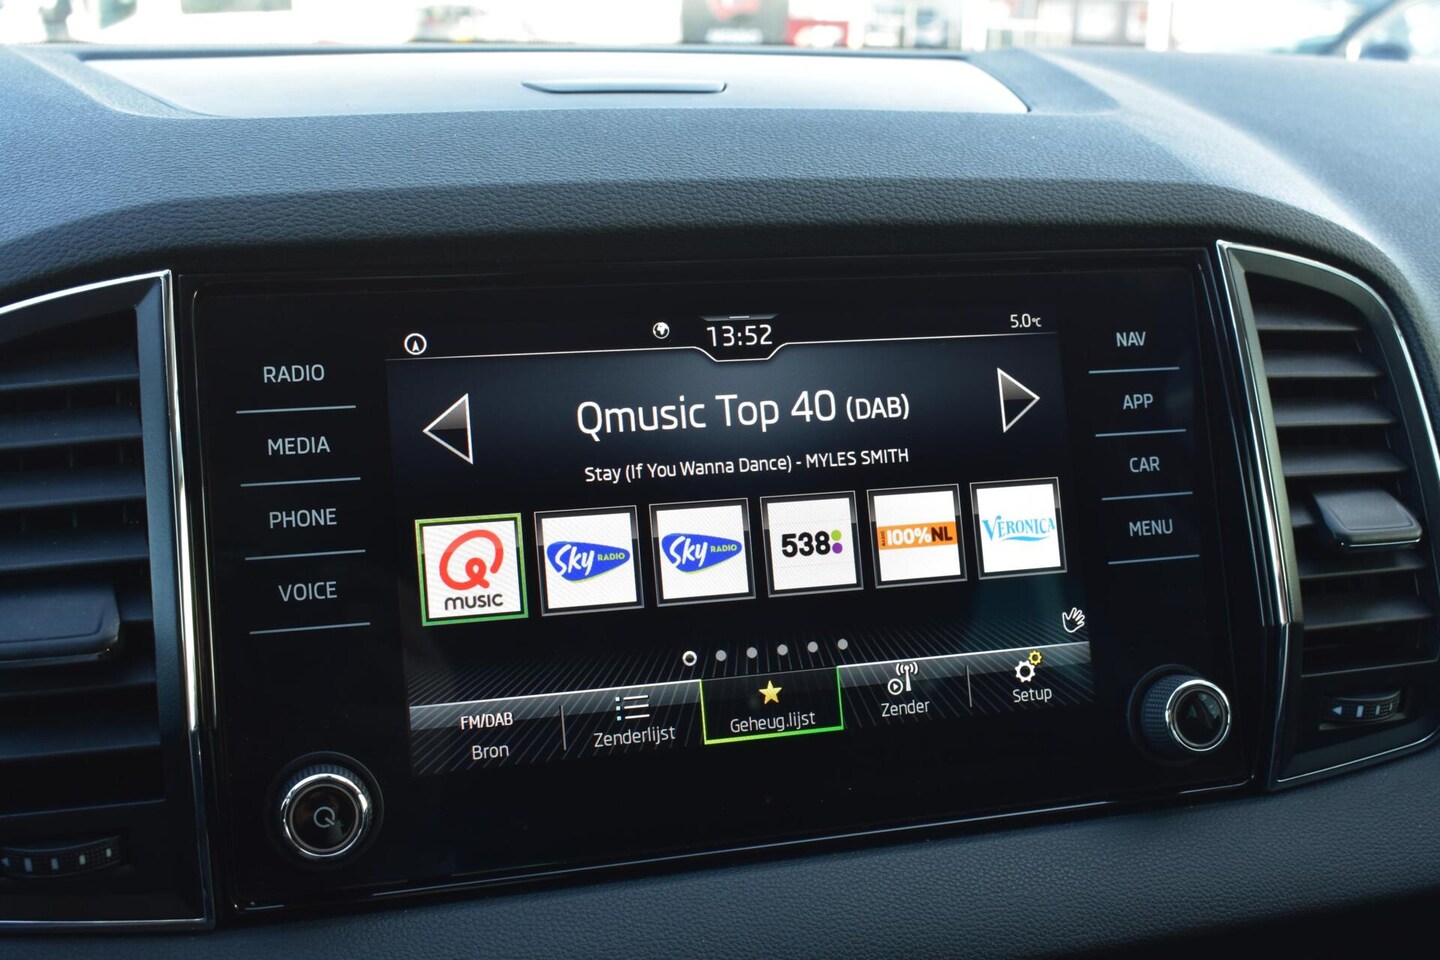 13:52
5.0°C
RADIO
MEDIA
PHONE
VOICE
Qmusic Top 40 (DAB)
Stay (If You Wanna Dance) - MYLES SMITH
MUSIC
Sky RADIO
Sky RADIO
538
100%NL
VERONICA
FM/DAB
Bron
Zenderlijst
Geheug.lijst
Zender
Setup
NAV
APP
CAR
MENU